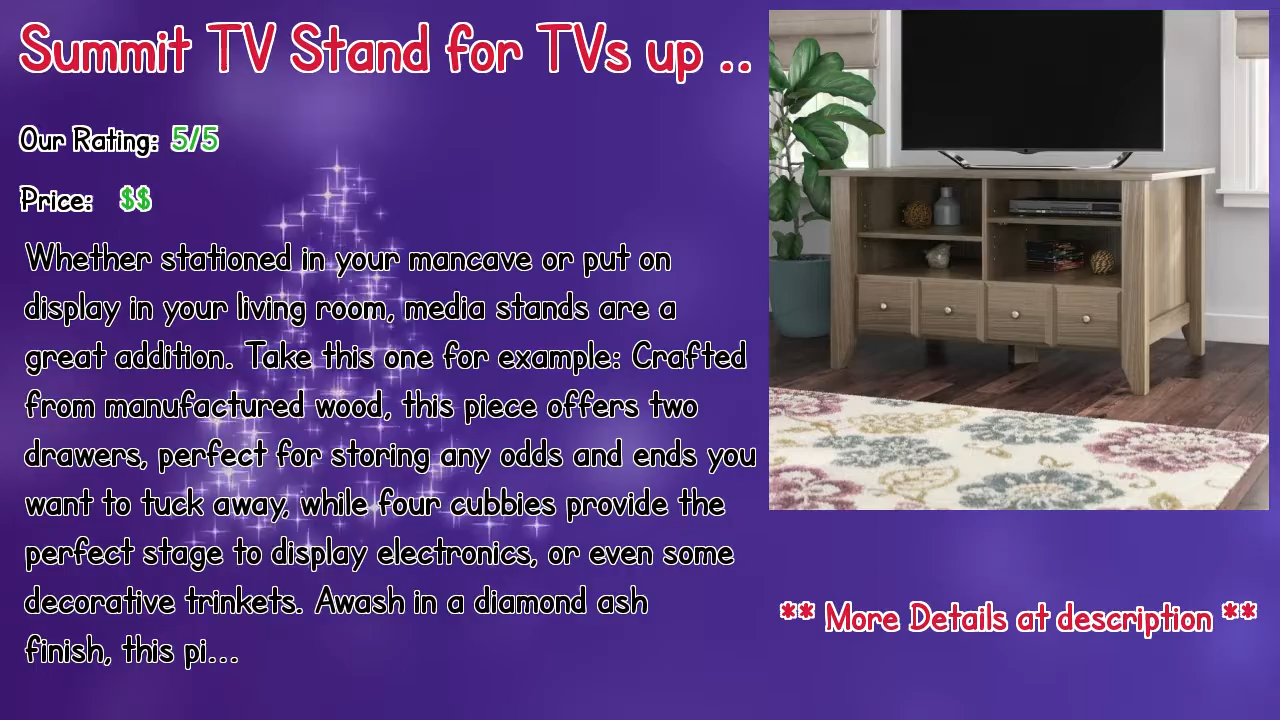 Summit TV Stand for TVs up ..
Our Rating: 5/5
Price: $$
Whether stationed in your mancave or put on
display in your living room, media stands are a
great addition. Take this one for example: Crafted
from manufactured wood, this piece offers two
drawers, perfect for storing any odds and ends you
want to tuck away, while four cubbies provide the
perfect stage to display electronics, or even some
decorative trinkets. Awash in a diamond ash
finish, this pi...
** More Details at description **